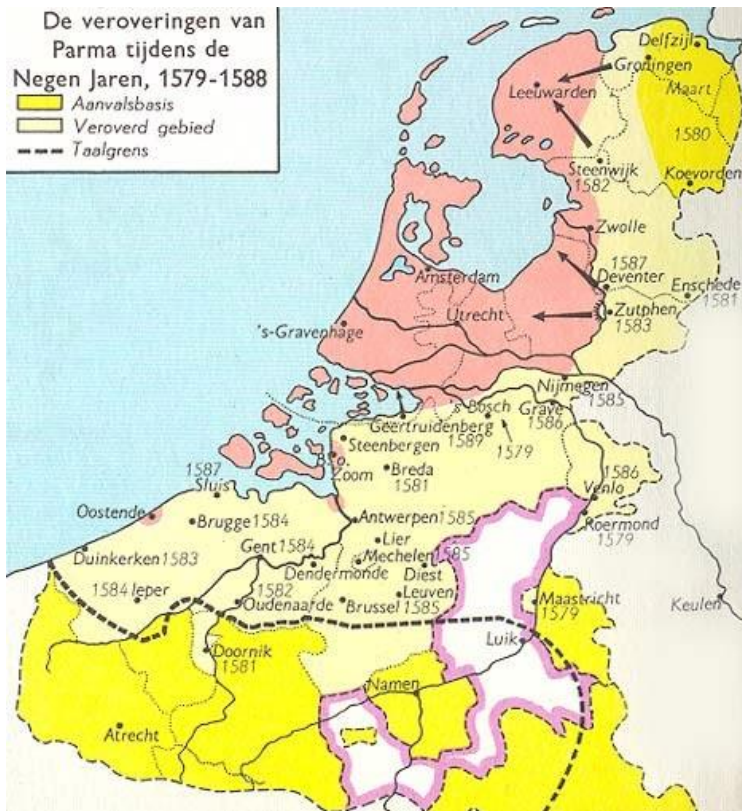 De veroveringen van
Parma tijdens de
Negen Jaren, 1579-1588
Aanvalsbasis
Veroverd gebied
Taalgrens
Delfzijl
Groningen
Leeuwarden
Maart
1580
Steenwijk
1582
Koevorden
Zwolle
1587
Deventer
Enschede
1581
Amsterdam
Utrecht
Zutphen
1583
's-Gravenhage
Nijmegen
1585
's Bosch
Grave
1586
Geertruidenberg
1589
1579
Steenbergen
B.o.
Zoom
Breda
1581
1586
Venlo
1587
Sluis
Roermond
1579
Oostende
Brugge 1584
Antwerpen 1585
Lier
Duinkerken 1583
Gent 1584
Mechelen 1585
Dendermonde
Diest
1584 Ieper
1582
Oudenaarde
Brussel
Leuven
1585
Maastricht
1579
Keulen
Luik
Doornik
1581
Namen
Atrecht